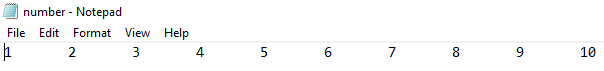 number - Notepad
File Edit Format View Help
1 2 3 4 5 6 7 8 9 10